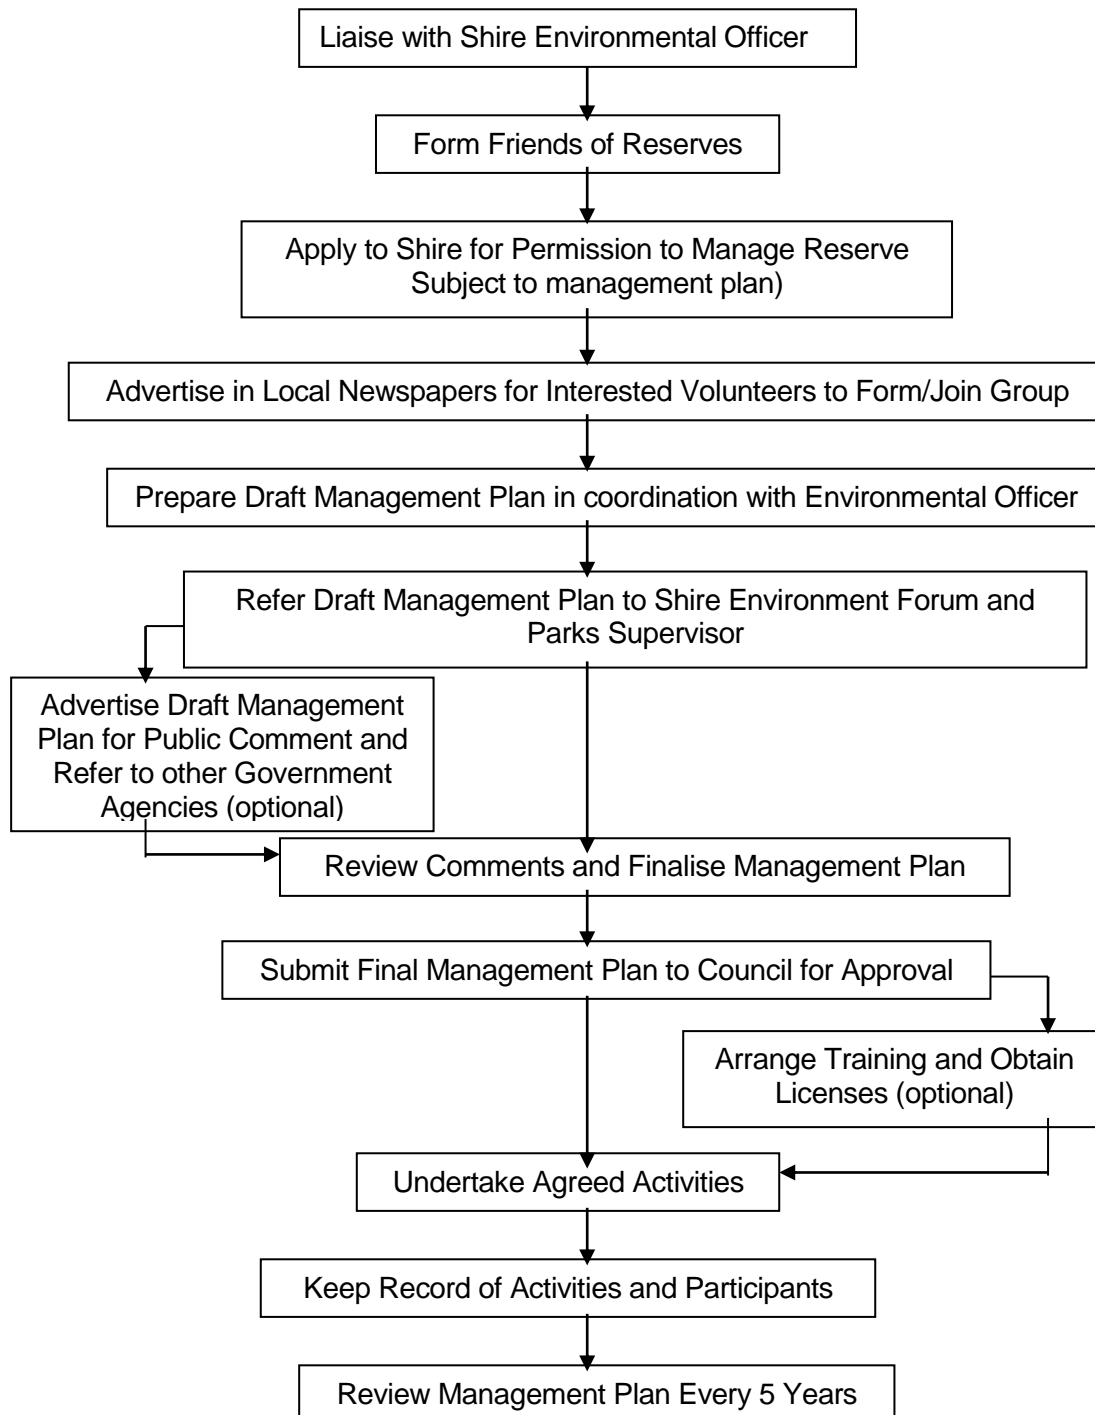 Liaise with Shire Environmental Officer
Form Friends of Reserves
Apply to Shire for Permission to Manage Reserve
Subject to management plan)
Advertise in Local Newspapers for Interested Volunteers to Form/Join Group
Prepare Draft Management Plan in coordination with Environmental Officer
Refer Draft Management Plan to Shire Environment Forum and
Parks Supervisor
Advertise Draft Management
Plan for Public Comment and
Refer to other Government
Agencies (optional)
Review Comments and Finalise Management Plan
Submit Final Management Plan to Council for Approval
Arrange Training and Obtain
Licenses (optional)
Undertake Agreed Activities
Keep Record of Activities and Participants
Review Management Plan Every 5 Years